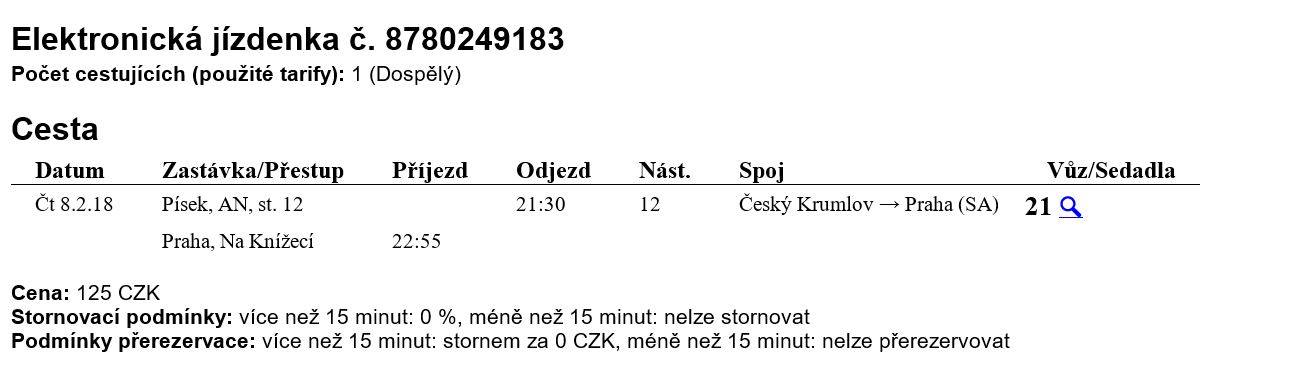 Elektronická jízdenka č. 8780249183
Počet cestujících (použité tarify): 1 (Dospělý)
Cesta
Datum Zastávka/Přestup Příjezd Odjezd Nást. Spoj Vůz/Sedadla
Čt 8.2.18 Písek, AN, st. 12 21:30 12 Český Krumlov → Praha (SA) 21
Praha, Na Knížecí 22:55
Cena: 125 CZK
Stornovací podmínky: více než 15 minut: 0 %, méně než 15 minut: nelze stornovat
Podmínky přerezervace: více než 15 minut: stornem za 0 CZK, méně než 15 minut: nelze přerezervovat